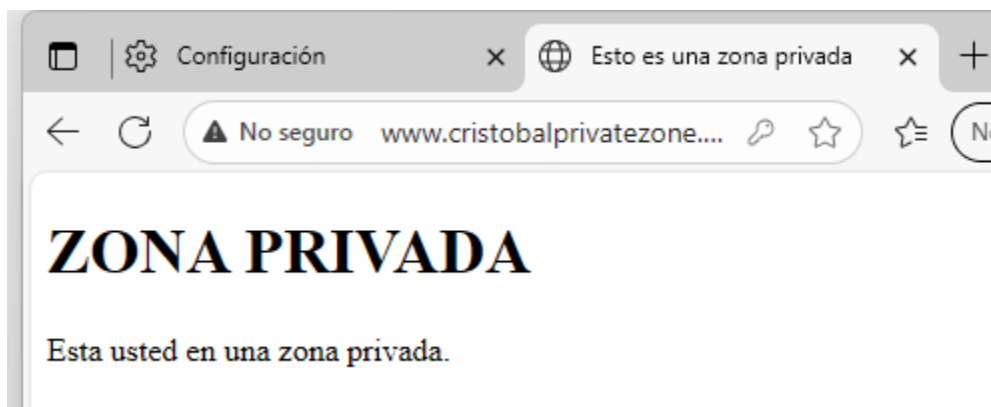 Configuración
Esto es una zona privada
No seguro www.cristobalprivatezone....
ZONA PRIVADA
Esta usted en una zona privada.